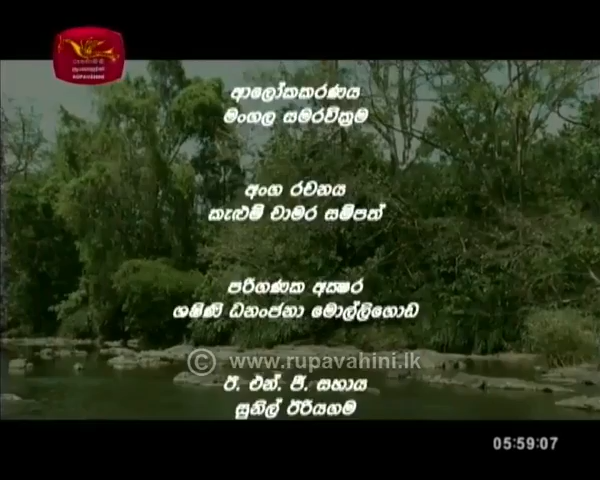 ආලෝකකරණය
මංගල සමරවික්‍රම
අංග රචනය
කැළුම් චාමර සම්පත්
පරිගණක අක්ෂර
ශම්ණි ධනංජනා මොල්ලිගොඩ
© www.rupavahini.lk
ඊ. එන්. ජී. සහාය
සුනිල් ඊරියගම
05:59:07